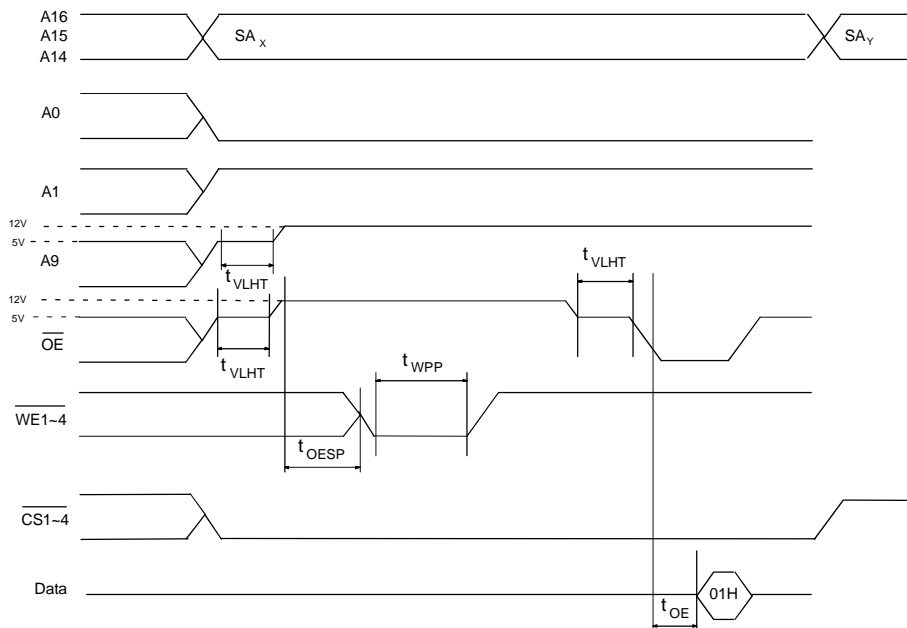 A16
A15 SA X SA Y
A14
A0
A1
12V
5V
A9
t VLHT
t VLHT
12V
5V
OE
t VLHT
t WPP
WE1~4
t OESP
CS1~4
Data 01H
t OE